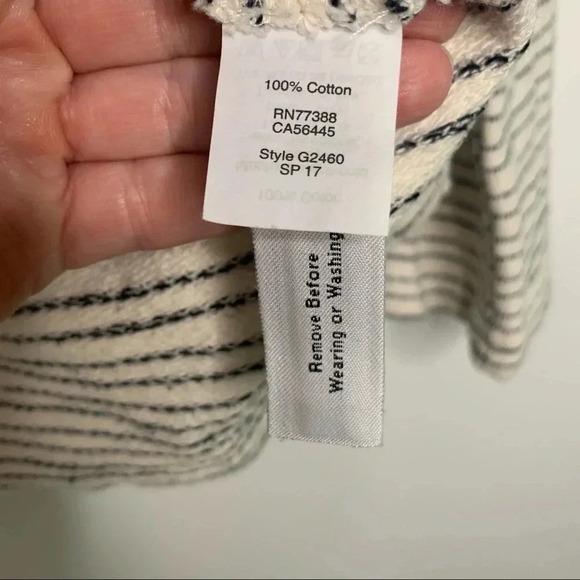 100% Cotton
RN77388
CA56445
Style G2460
SP 17
Remove Before
Wearing or Washing